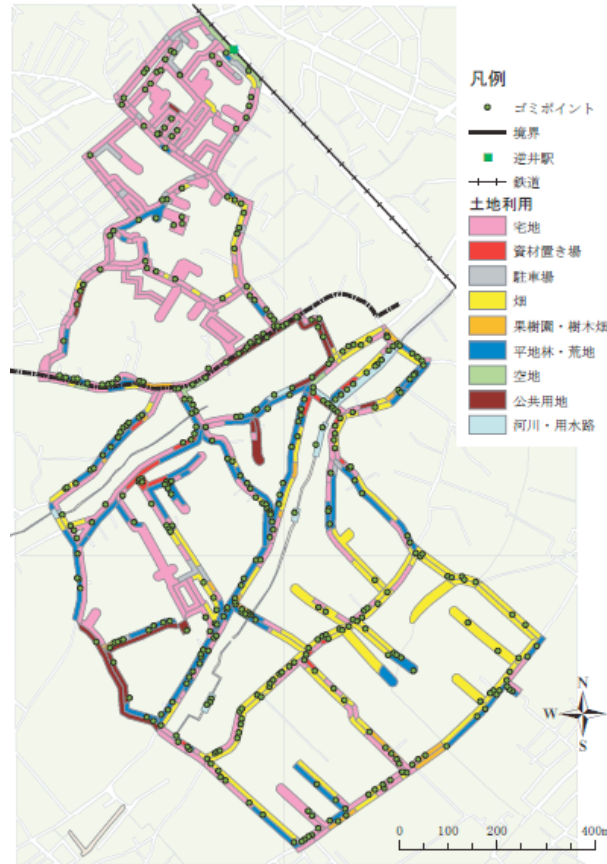 凡例
ゴミポイント
境界
逆井駅
鉄道
土地利用
宅地
資材置き場
駐車場
畑
果樹園・樹木畑
平地林・荒地
空地
公共用地
河川・用水路
N
W
S
0 100 200 400m